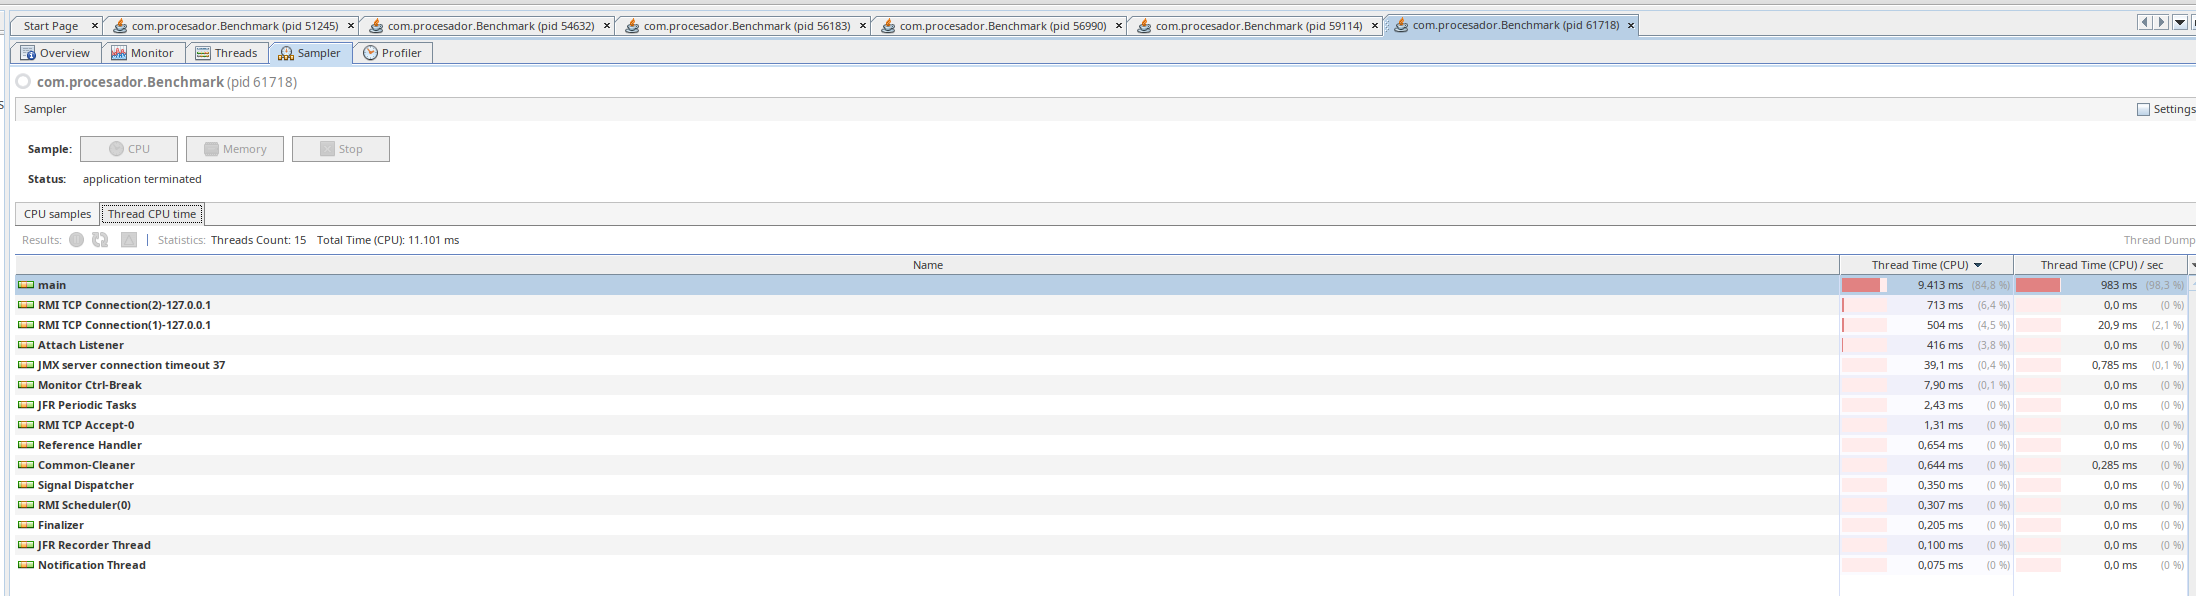 Start Page × com.procesador.Benchmark (pid 51245) × com.procesador.Benchmark (pid 54632) × com.procesador.Benchmark (pid 56183) × com.procesador.Benchmark (pid 56990) × com.procesador.Benchmark (pid 59114) × com.procesador.Benchmark (pid 61718) ×
Overview Monitor Threads Sampler Profiler
com.procesador.Benchmark (pid 61718)
s
Sampler Settings
Sample: CPU Memory Stop
Status: application terminated
CPU samples Thread CPU time
Results: Statistics: Threads Count: 15 Total Time (CPU): 11.101 ms Thread Dump
Name Thread Time (CPU) Thread Time (CPU) / sec
main 9.413 ms (84,8 %) 983 ms (98,3 %)
RMI TCP Connection(2)-127.0.0.1 713 ms (6,4 %) 0,0 ms (0 %)
RMI TCP Connection(1)-127.0.0.1 504 ms (4,5 %) 20,9 ms (2,1 %)
Attach Listener 416 ms (3,8 %) 0,0 ms (0 %)
JMX server connection timeout 37 39,1 ms (0,4 %) 0,785 ms (0,1 %)
Monitor Ctrl-Break 7,90 ms (0,1 %) 0,0 ms (0 %)
JFR Periodic Tasks 2,43 ms (0 %) 0,0 ms (0 %)
RMI TCP Accept-0 1,31 ms (0 %) 0,0 ms (0 %)
Reference Handler 0,654 ms (0 %) 0,0 ms (0 %)
Common-Cleaner 0,644 ms (0 %) 0,285 ms (0 %)
Signal Dispatcher 0,350 ms (0 %) 0,0 ms (0 %)
RMI Scheduler(0) 0,307 ms (0 %) 0,0 ms (0 %)
Finalizer 0,205 ms (0 %) 0,0 ms (0 %)
JFR Recorder Thread 0,100 ms (0 %) 0,0 ms (0 %)
Notification Thread 0,075 ms (0 %) 0,0 ms (0 %)